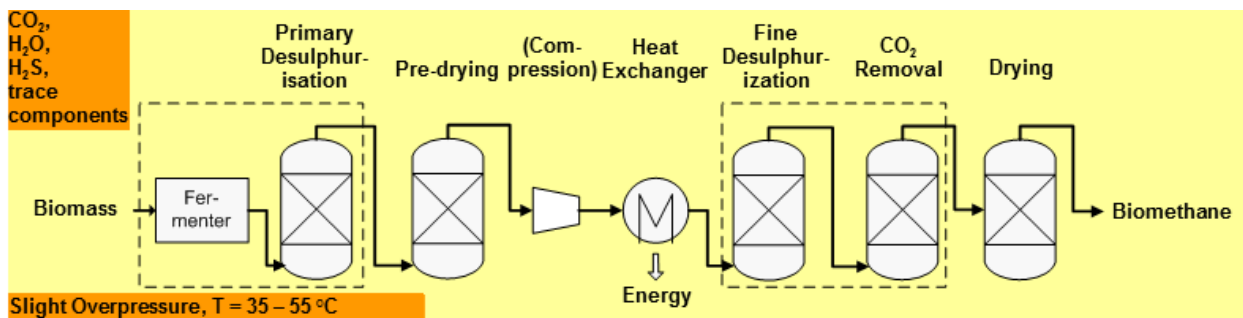 CO₂,
H₂O,
H₂S,
trace
components
Primary
Desulphur-
isation
Pre-drying
(Com-
pression)
Heat
Exchanger
Fine
Desulphur-
ization
CO₂
Removal
Drying
Biomass
Fer-
menter
Biomethane
Energy
Slight Overpressure, T = 35 – 55 °C